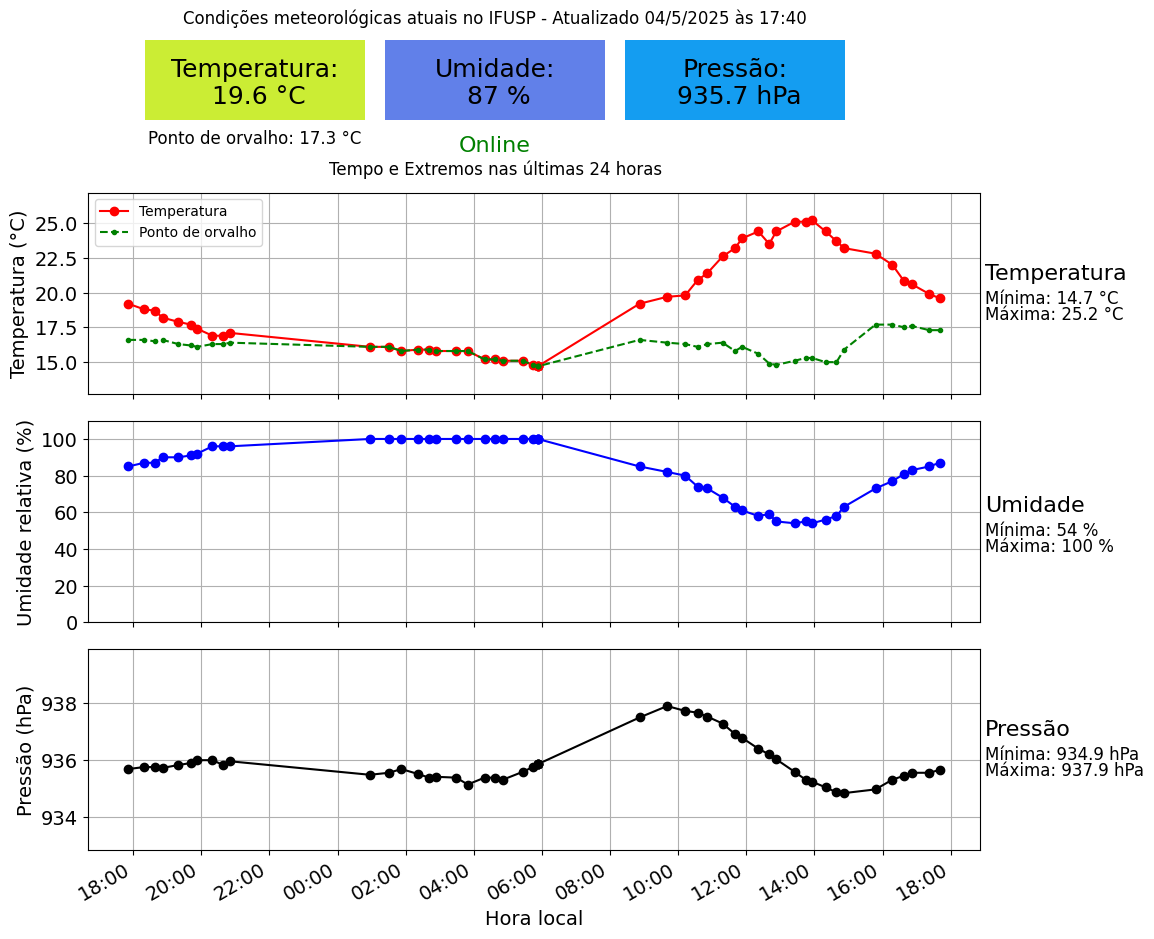 Condições meteorológicas atuais no IFUSP - Atualizado 04/5/2025 às 17:40
Temperatura:
19.6 °C
Umidade:
87 %
Pressão:
935.7 hPa
Ponto de orvalho: 17.3 °C
Online
Tempo e Extremos nas últimas 24 horas
Temperatura (°C)
25.0
22.5
20.0
17.5
15.0
Temperatura
Ponto de orvalho
Temperatura
Mínima: 14.7 °C
Máxima: 25.2 °C
Umidade relativa (%)
100
80
60
40
20
0
Umidade
Mínima: 54 %
Máxima: 100 %
Pressão (hPa)
938
936
934
Pressão
Mínima: 934.9 hPa
Máxima: 937.9 hPa
18:00 20:00 22:00 00:00 02:00 04:00 06:00 08:00 10:00 12:00 14:00 16:00 18:00
Hora local